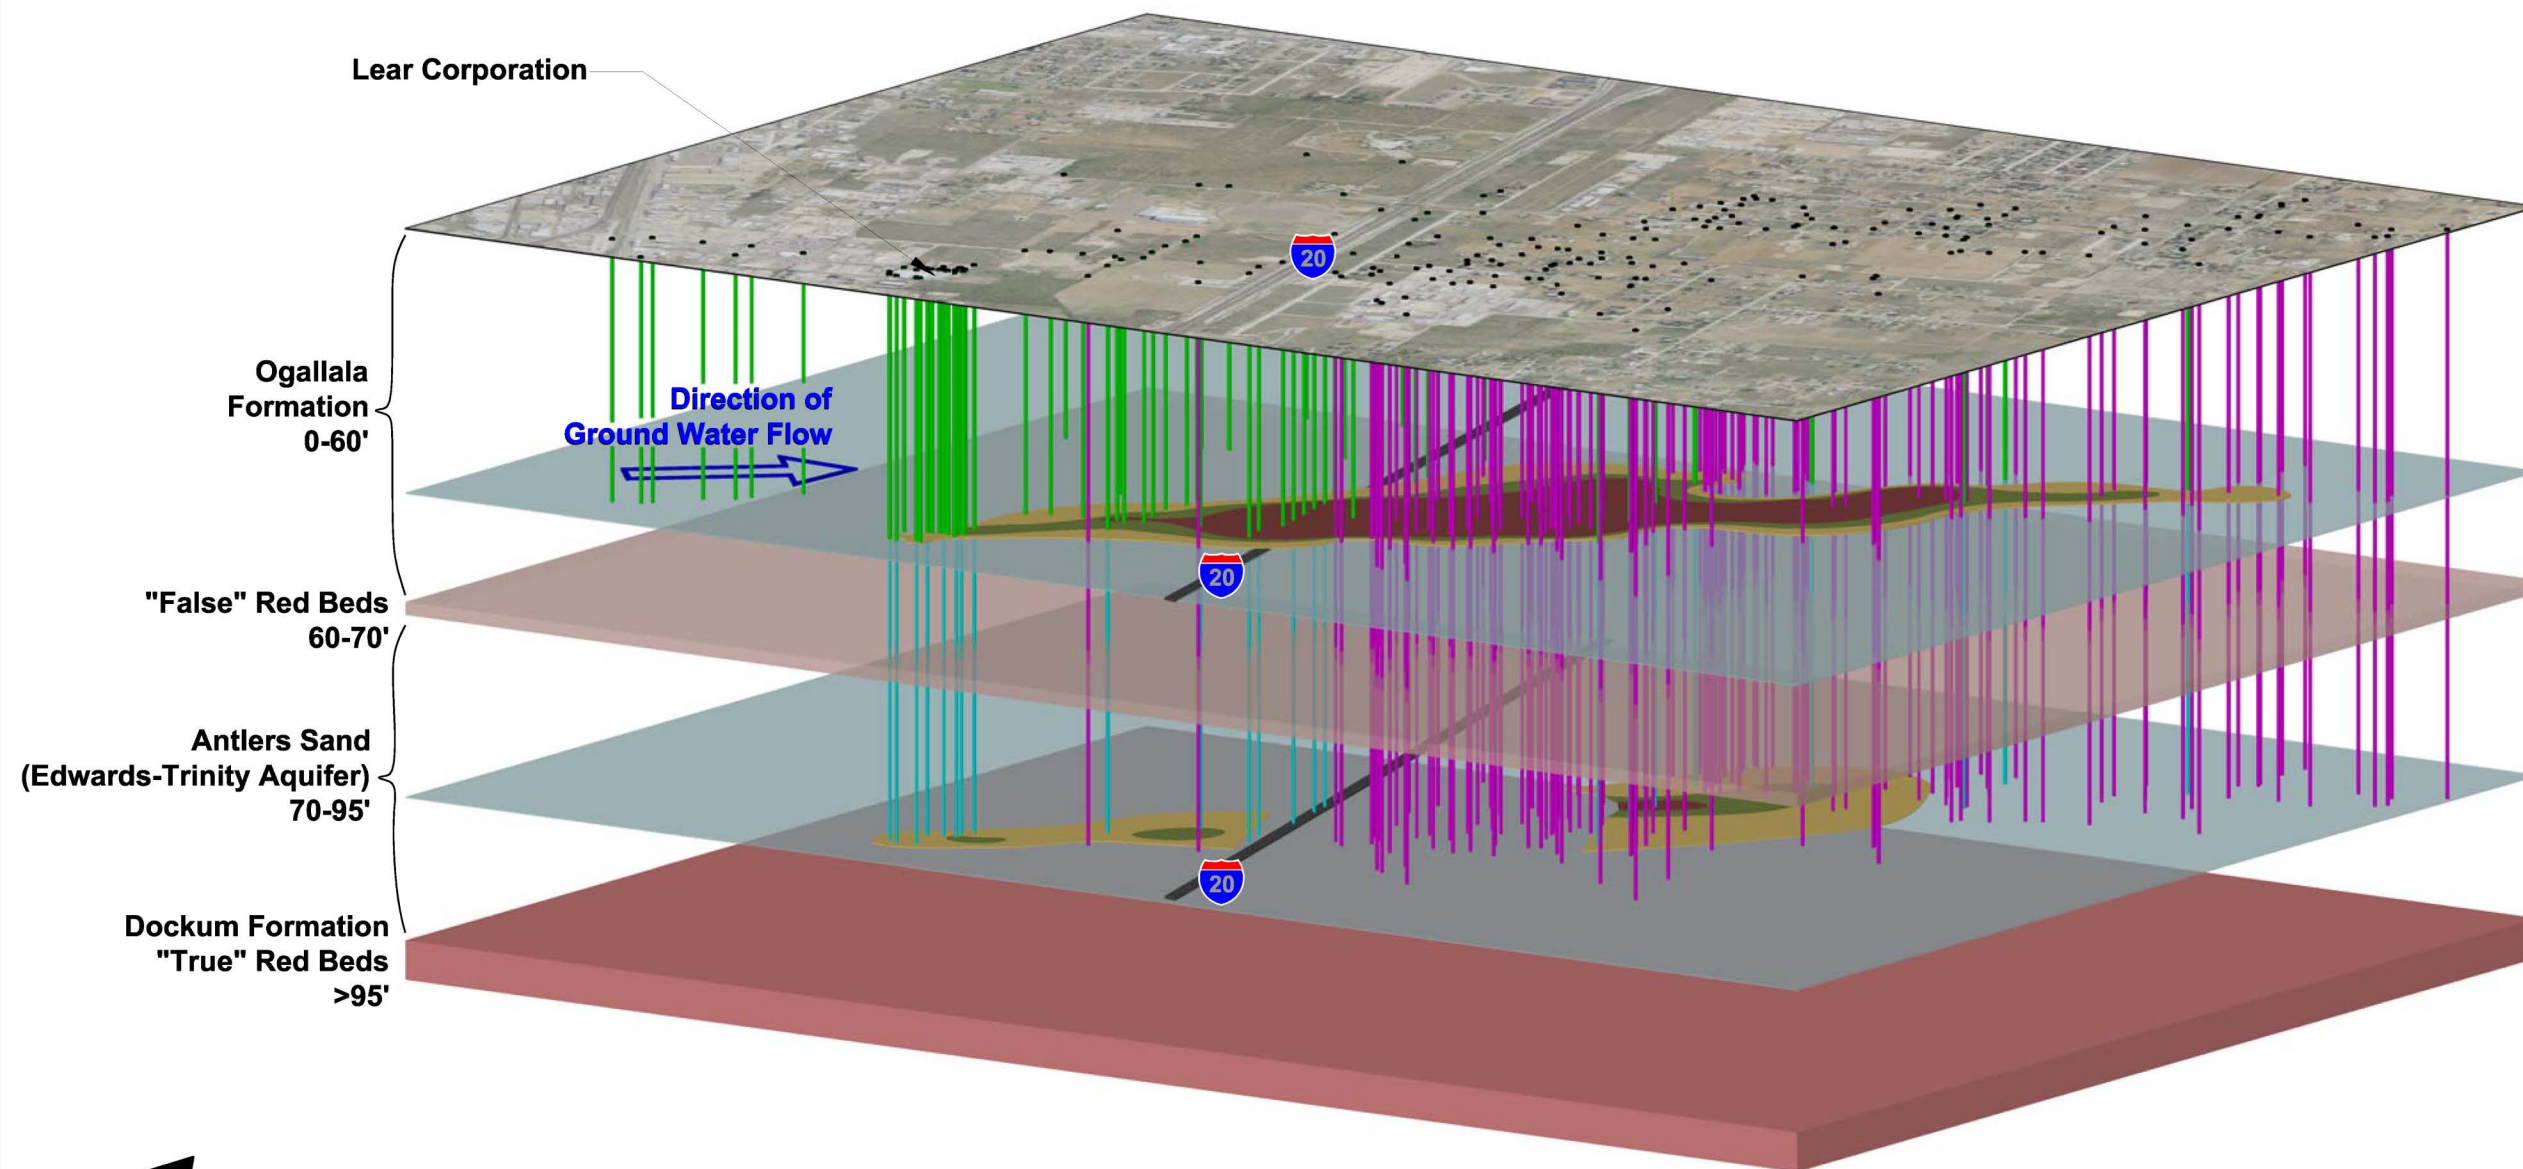 Lear Corporation
20
Ogallala
Formation
0-60'
Direction of
Ground Water Flow
20
"False" Red Beds
60-70'
Antlers Sand
(Edwards-Trinity Aquifer)
70-95'
20
Dockum Formation
"True" Red Beds
>95'